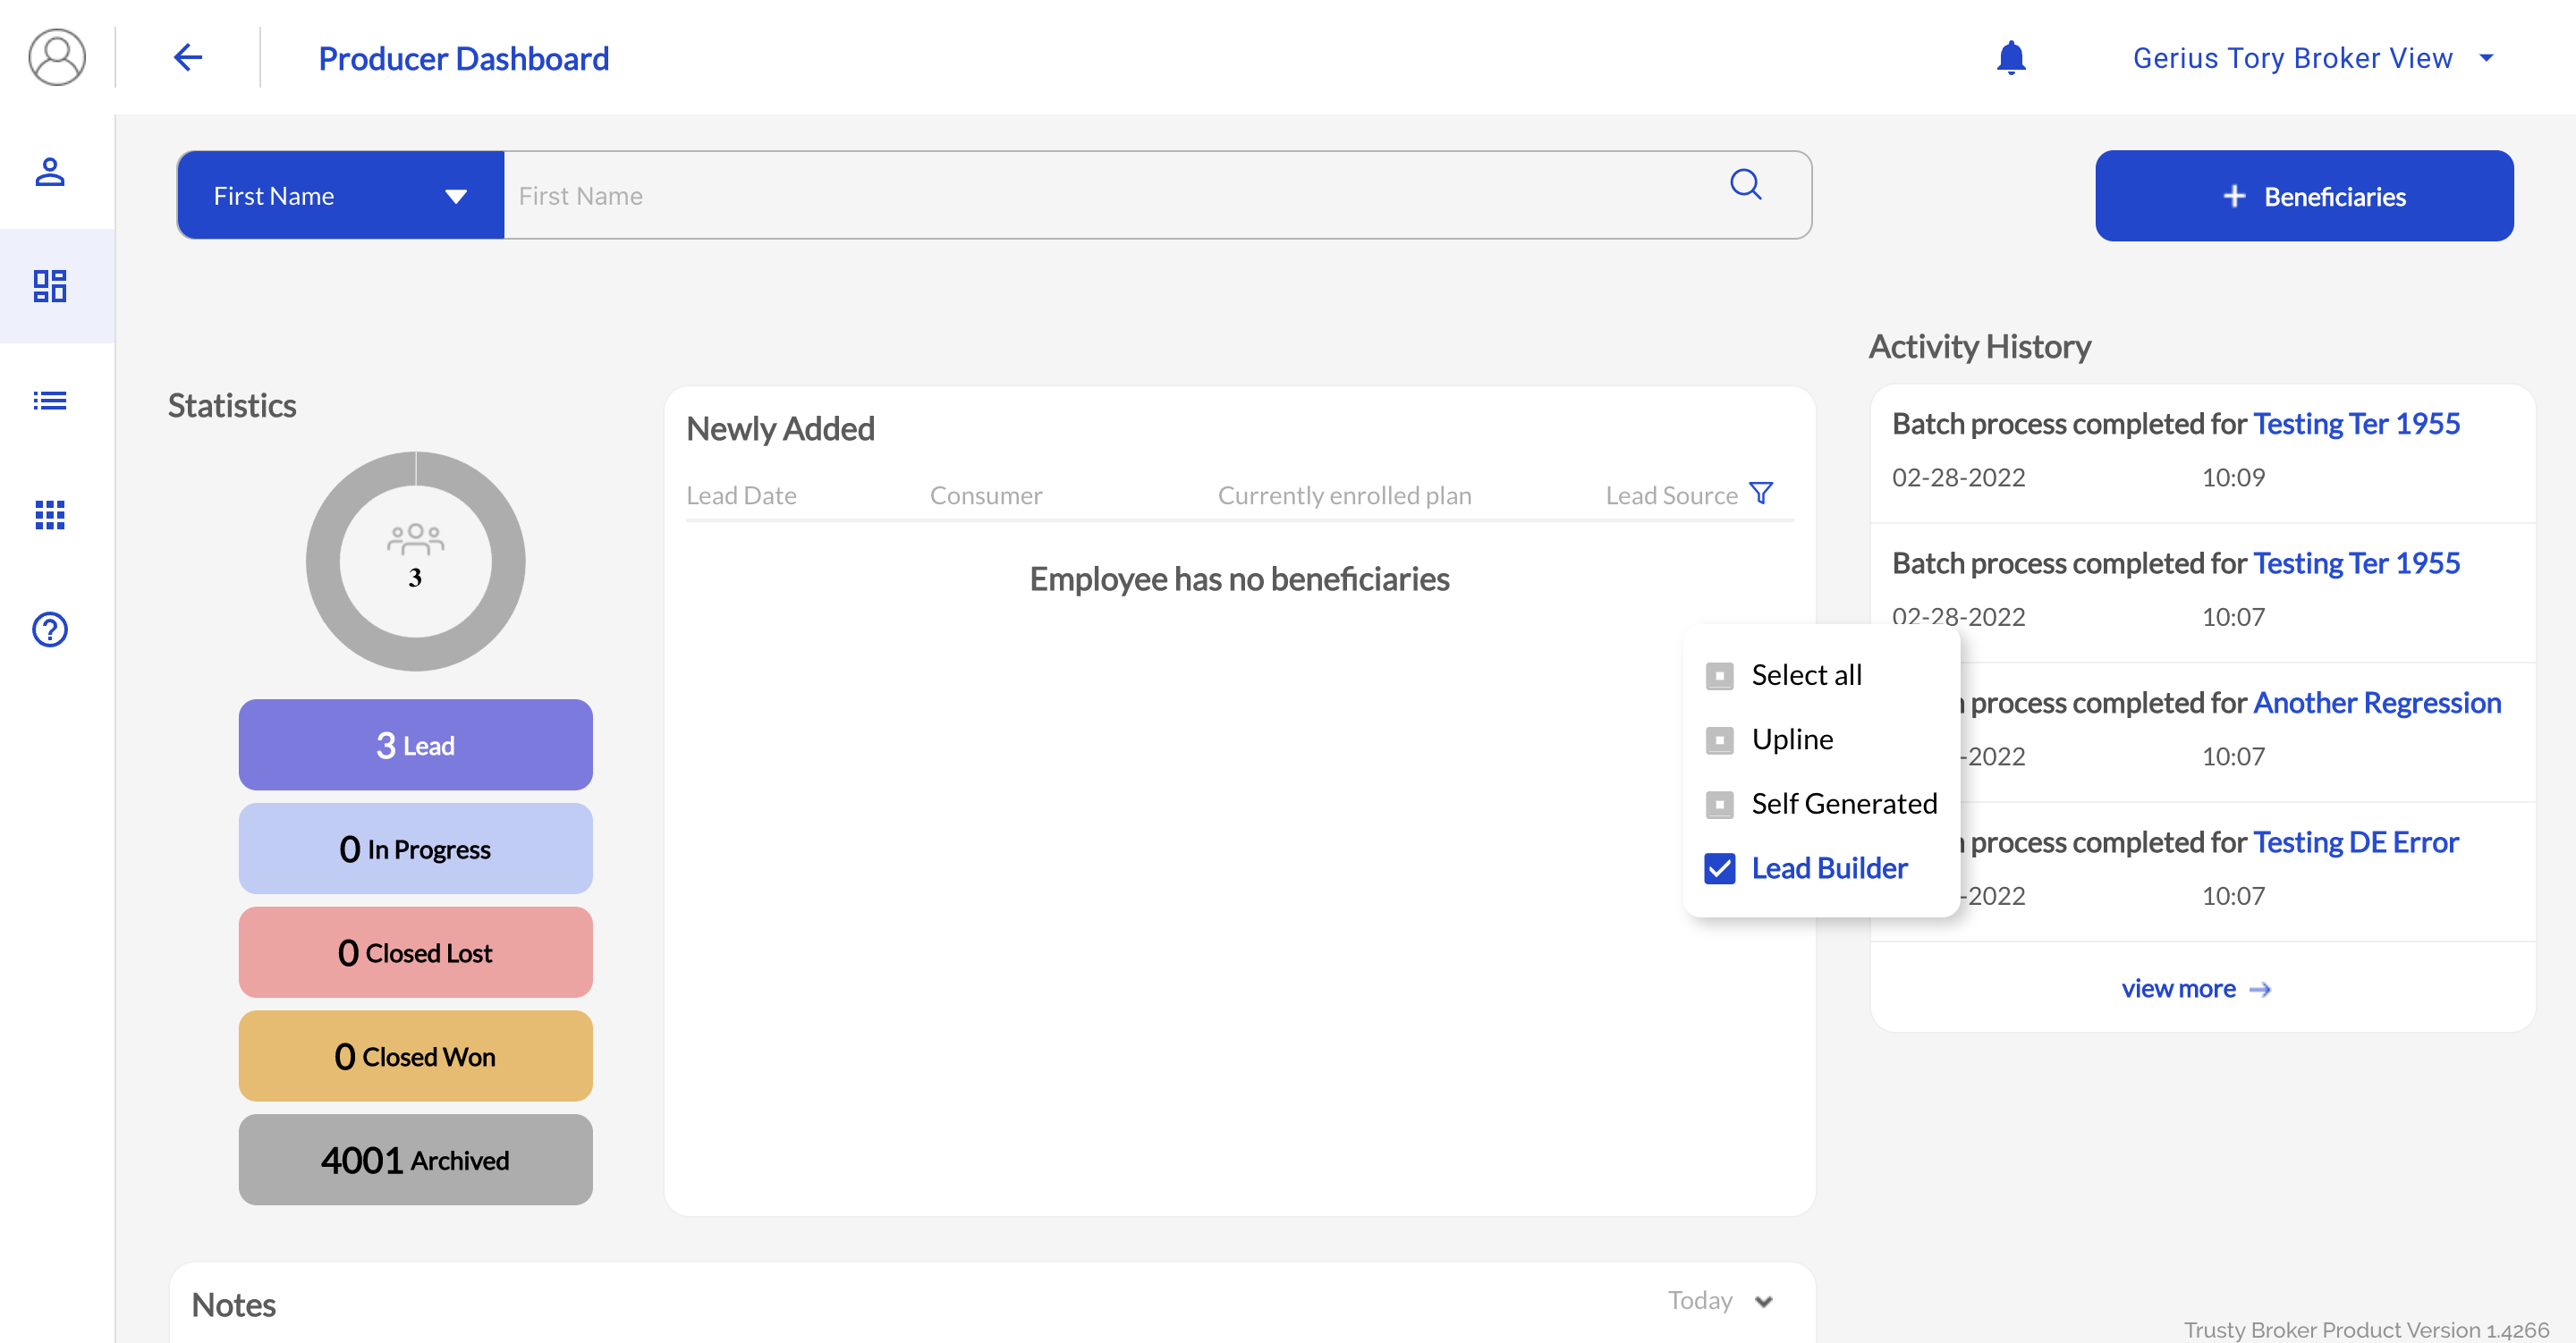 Producer Dashboard
Gerius Tory Broker View
First Name
First Name
+ Beneficiaries
Statistics
3
3 Lead
0 In Progress
0 Closed Lost
0 Closed Won
4001 Archived
Newly Added
Lead Date Consumer Currently enrolled plan Lead Source
Employee has no beneficiaries
Select all
Upline
Self Generated
Lead Builder
Activity History
Batch process completed for Testing Ter 1955
02-28-2022 10:09
Batch process completed for Testing Ter 1955
02-28-2022 10:07
process completed for Another Regression
-2022 10:07
process completed for Testing DE Error
-2022 10:07
view more →
Notes
Today
Trusty Broker Product Version 1.4266